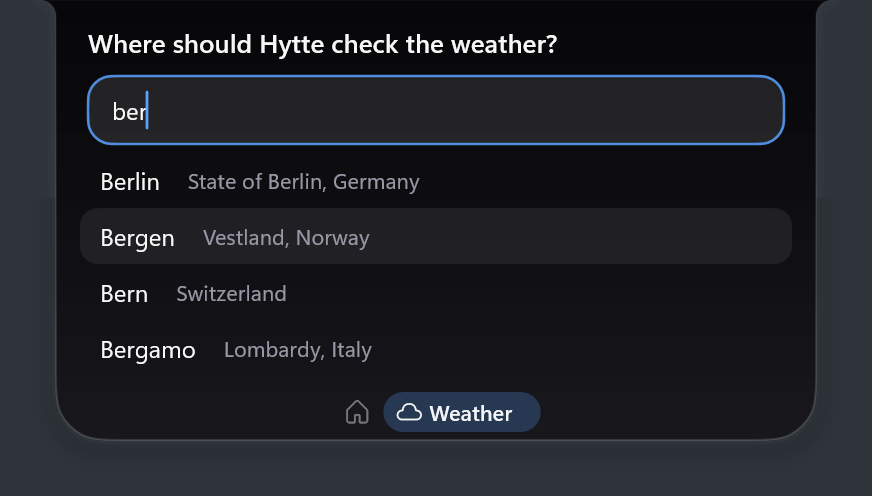 Where should Hytte check the weather?
ber
Berlin State of Berlin, Germany
Bergen Vestland, Norway
Bern Switzerland
Bergamo Lombardy, Italy
Weather